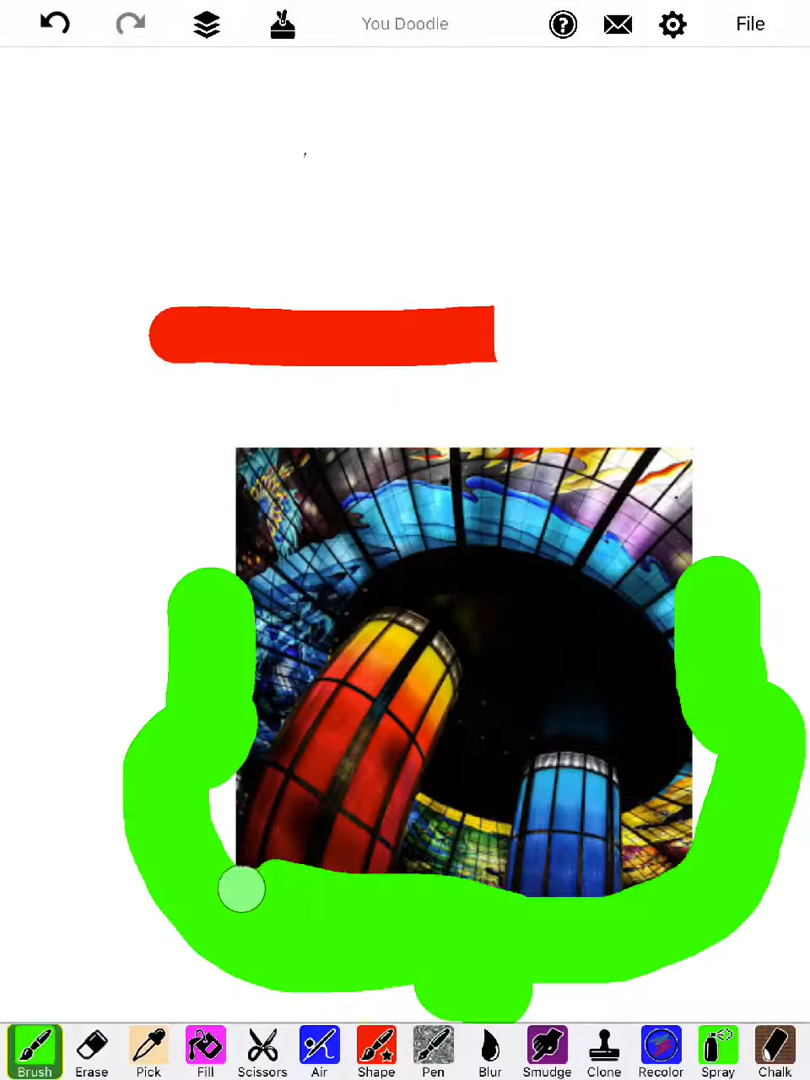 You Doodle
File
Brush Erase Pick Fill Scissors Air Shape Pen Blur Smudge Clone Recolor Spray Chalk